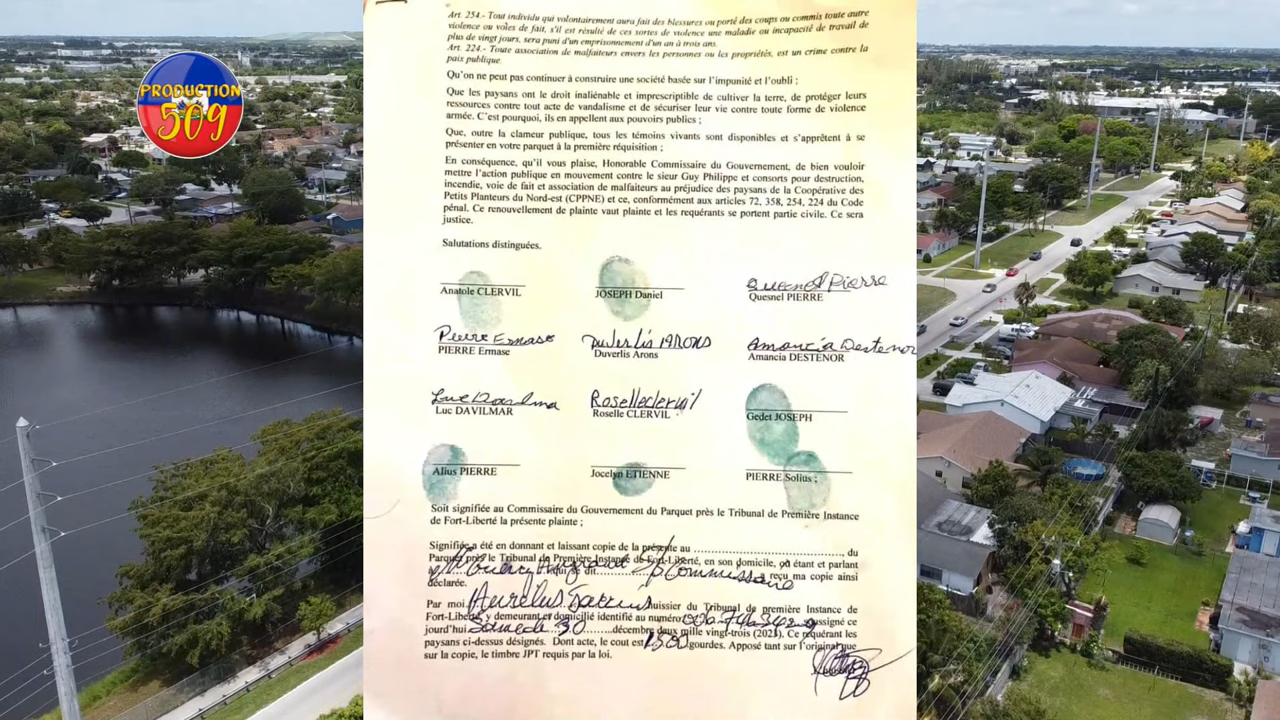 PRODUCTION
509
Art. 254.- Tout individu qui volontairement aura fait des blessures ou porté des coups ou commis toute autre
violence ou voies de fait, s'il est résulté de ces sortes de violence une maladie ou incapacité de travail de
plus de vingt jours, sera puni d'un emprisonnement d'un an à trois ans.
Art. 224.- Toute association de malfaiteurs envers les personnes ou les propriétés, est un crime contre la
paix publique.
Qu'on ne peut pas continuer à construire une société basée sur l'impunité et l'oubli ;
Que les paysans ont le droit inaliénable et imprescriptible de cultiver la terre, de protéger leurs
ressources contre tout acte de vandalisme et de sécuriser leur vie contre toute forme de violence
armée. C'est pourquoi, ils en appellent aux pouvoirs publics ;
Que, outre la clameur publique, tous les témoins vivants sont disponibles et s'apprêtent à se
présenter en votre parquet à la première réquisition ;
En conséquence, qu'il vous plaise, Honorable Commissaire du Gouvernement, de bien vouloir
mettre l'action publique en mouvement contre le sieur Guy Philippe et consorts pour destruction,
incendie, voie de fait et association de malfaiteurs au préjudice des paysans de la Coopérative des
Petits Planteurs du Nord-est (CPPNE) et ce, conformément aux articles 72, 358, 254, 224 du Code
pénal. Ce renouvellement de plainte vaut plainte et les requérants se portent partie civile. Ce sera
justice.
Salutations distinguées.
Quesnel Pierre
Anatole CLERVIL JOSEPH Daniel Quesnel PIERRE
Pierre Ermase Duverlis ARONS Amancia Destenor
PIERRE Ermase Duverlis Arons Amancia DESTENOR
Luc Davilma Roselleclervil
Luc DAVILMAR Roselle CLERVIL Gedet JOSEPH
Alius PIERRE Jocelyn ETIENNE PIERRE Solius ;
Soit signifiée au Commissaire du Gouvernement du Parquet près le Tribunal de Première Instance
de Fort-Liberté la présente plainte ;
Signifiée a été en donnant et laissant copie de la présente au ............................................, du
Parquet près le Tribunal de Première Instance de Fort-Liberté, en son domicile, où étant et parlant
à qui se dit Commissaire reçu ma copie ainsi
déclarée.
Par moi huissier du Tribunal de première Instance de
Fort-Liberté y demeurant et domicilié identifié au numéro assigné ce
jourd'hui Samedi 30 décembre deux mille vingt-trois (2023). Ce requérant les
paysans ci-dessus désignés. Dont acte, le cout est gourdes. Apposé tant sur l'original que
sur la copie, le timbre JPT requis par la loi.